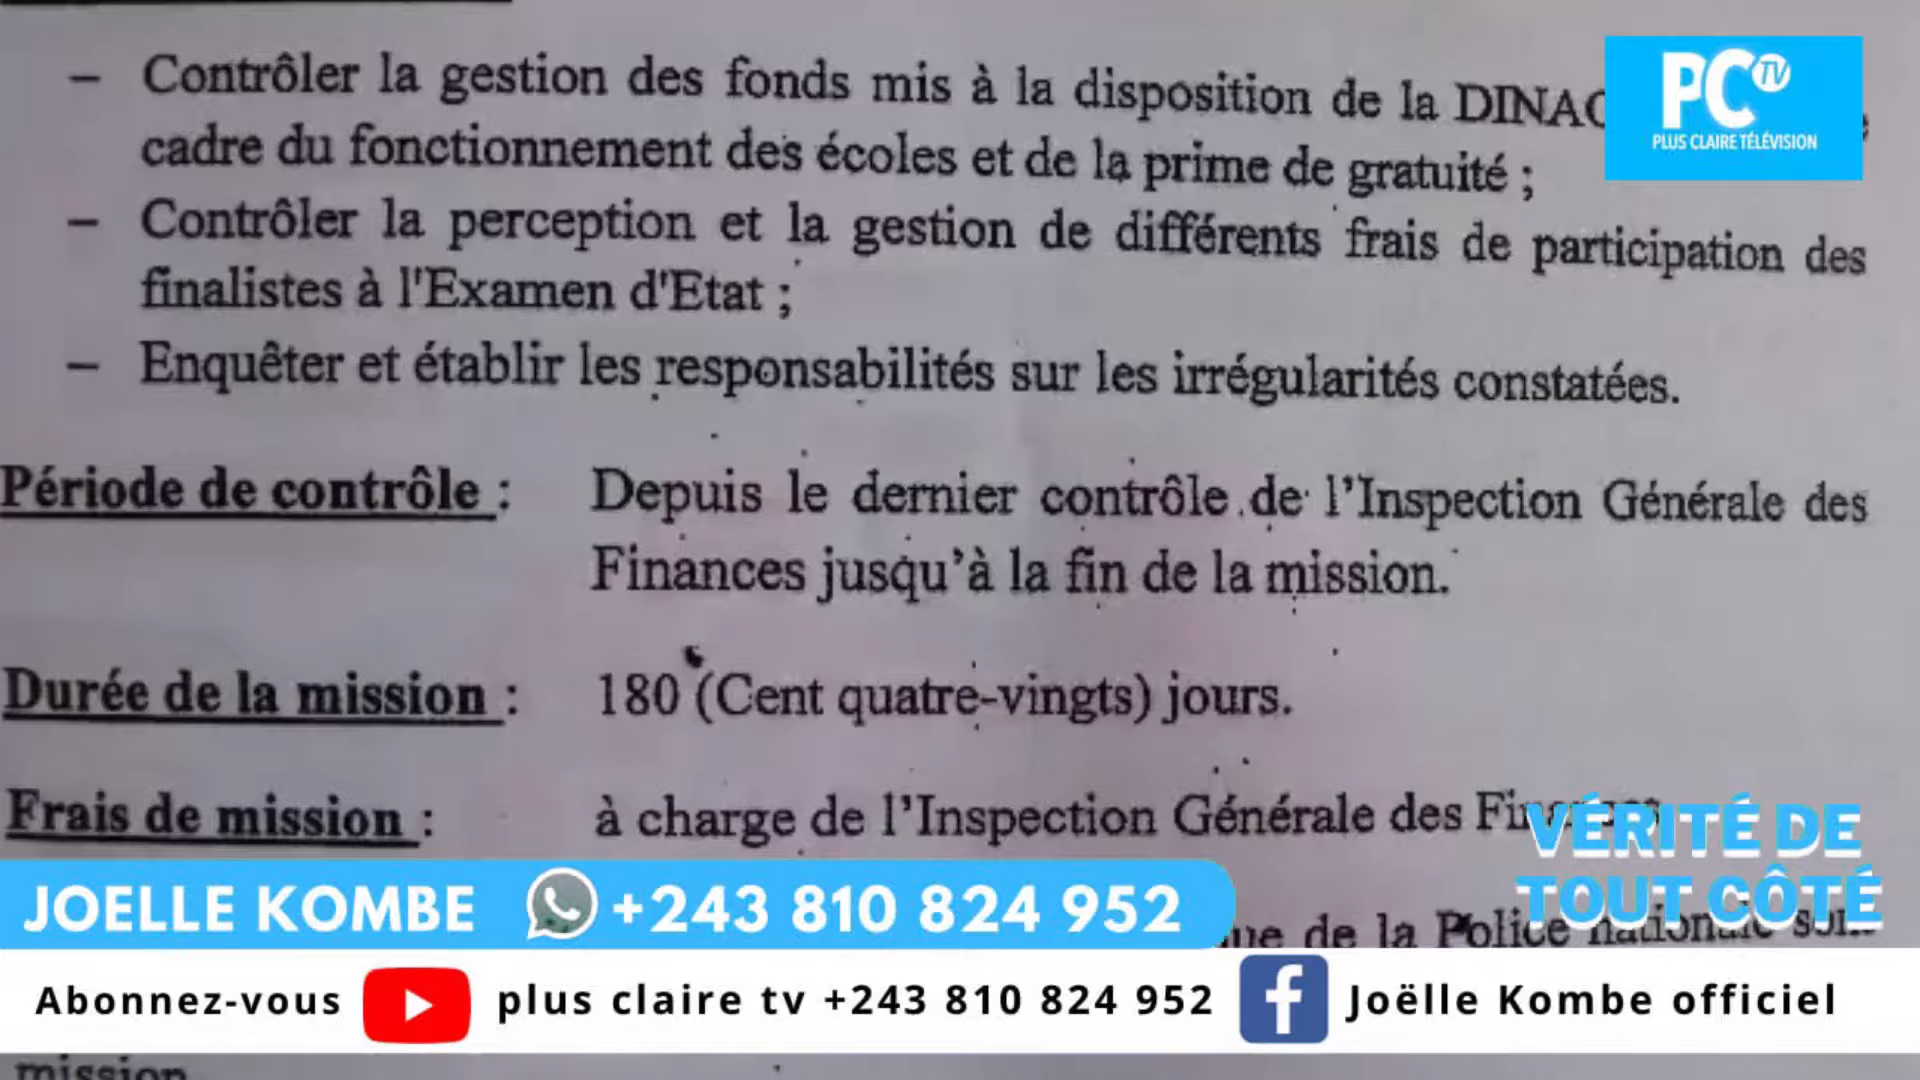 – Contrôler la gestion des fonds mis à la disposition de la
PC TV
PLUS CLAIRE TÉLÉVISION
cadre du fonctionnement des écoles et de la prime de gratuité ;
– Contrôler la perception et la gestion de différents frais de participation des
finalistes à l'Examen d'Etat ;
– Enquêter et établir les responsabilités sur les irrégularités constatées.
Période de contrôle : Depuis le dernier contrôle de l’Inspection Générale des
Finances jusqu’à la fin de la mission.
Durée de la mission : 180 (Cent quatre-vingts) jours.
Frais de mission : à charge de l’Inspection Générale des
VÉRITÉ DE
TOUT CÔTÉ
JOELLE KOMBE +243 810 824 952
de la Police nationale
Abonnez-vous plus claire tv +243 810 824 952 Joëlle Kombe officiel
mission